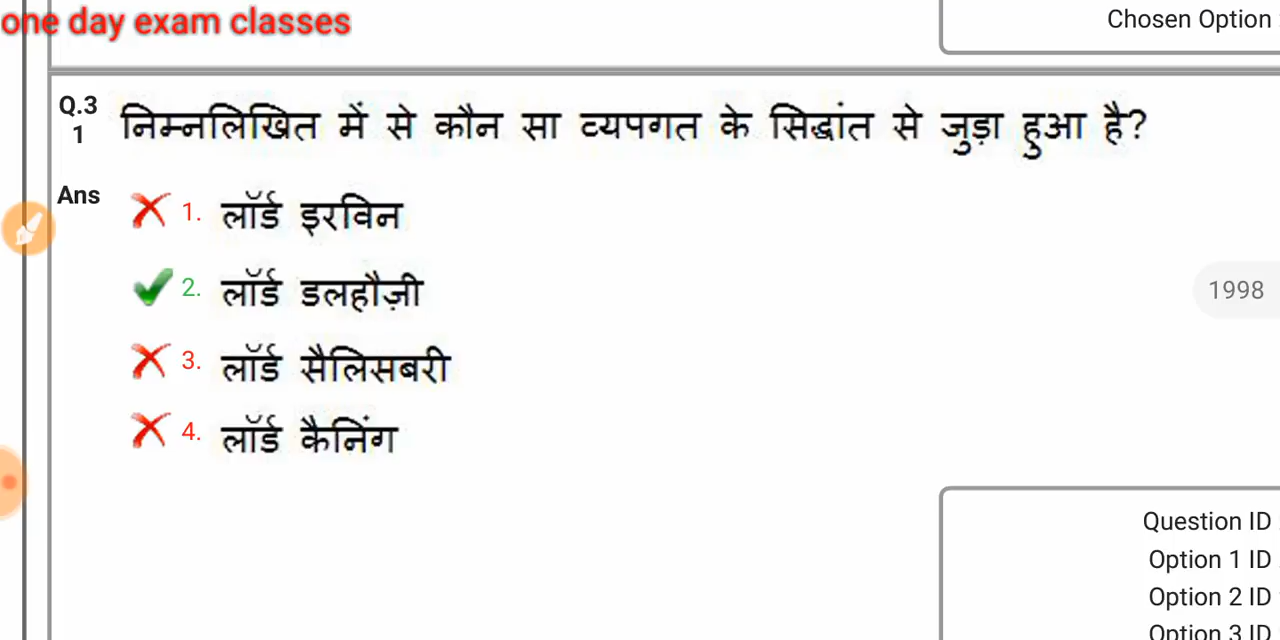 one day exam classes
Chosen Option
Q.3
1
निम्नलिखित में से कौन सा व्यपगत के सिद्धांत से जुड़ा हुआ है?
Ans
1. लॉर्ड इरविन
2. लॉर्ड डलहौज़ी
1998
3. लॉर्ड सैलिसबरी
4. लॉर्ड कैनिंग
Question ID
Option 1 ID
Option 2 ID
Option 3 ID